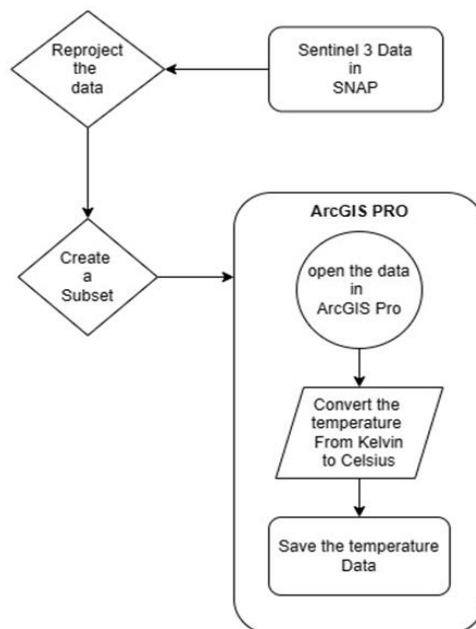 Reproject
the
data
Sentinel 3 Data
in
SNAP
Create
a
Subset
ArcGIS PRO
open the data
in
ArcGIS Pro
Convert the
temperature
From Kelvin
to Celsius
Save the temperature
Data